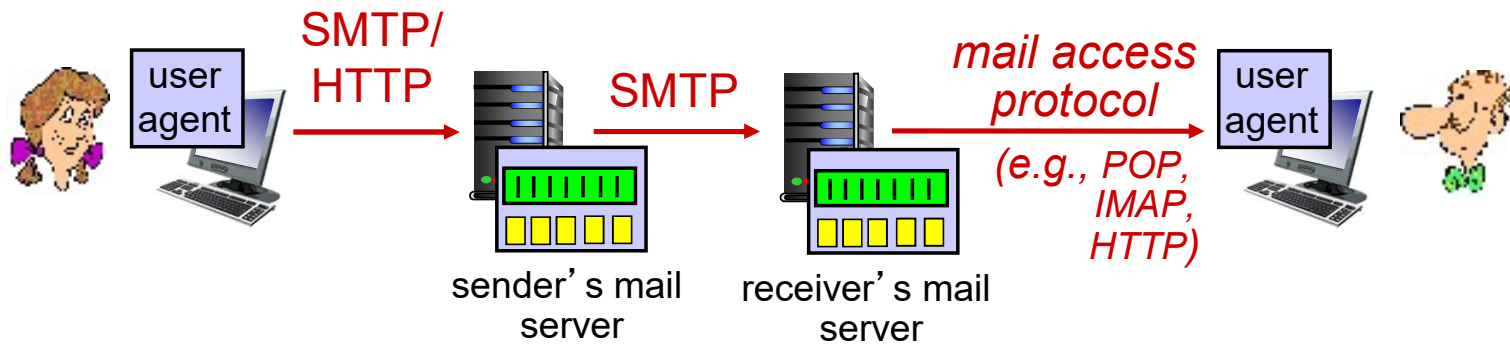 user
agent
SMTP/
HTTP
sender’ s mail
server
SMTP
receiver’ s mail
server
mail access
protocol
(e.g., POP,
IMAP,
HTTP)
user
agent